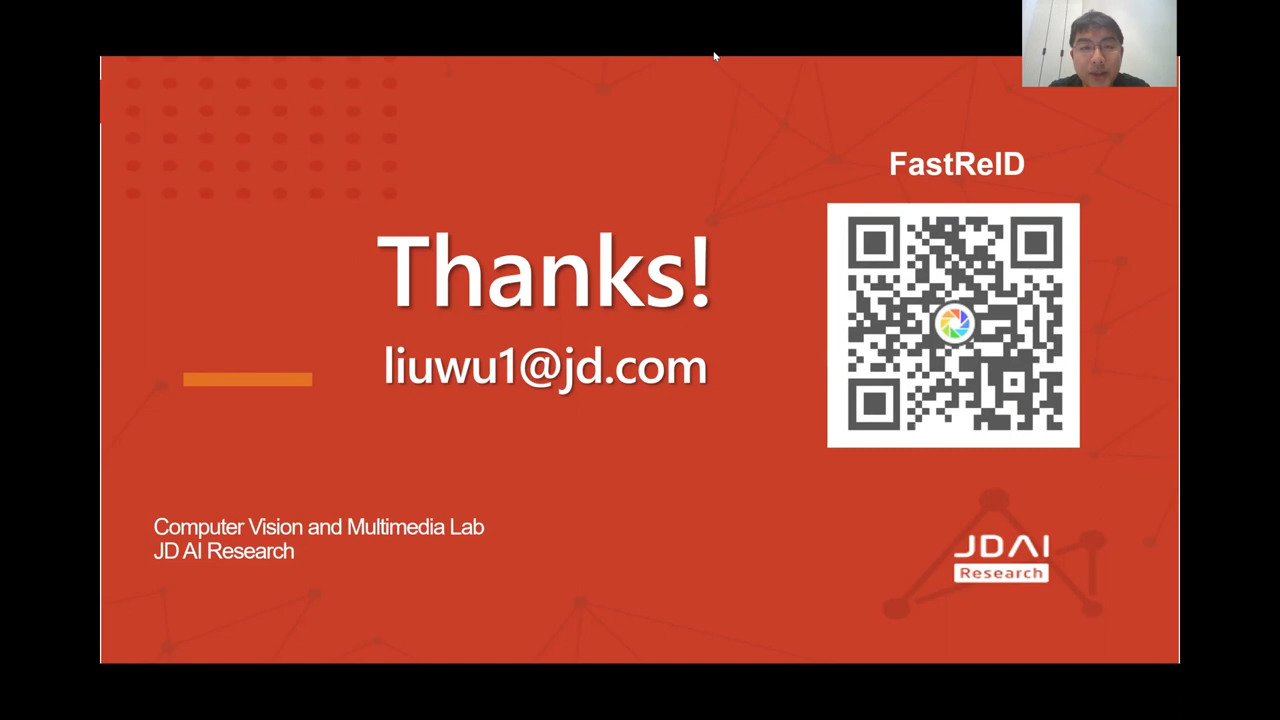 FastReID
Thanks!
liuwu1@jd.com
Computer Vision and Multimedia Lab
JD AI Research
JDAI
Research